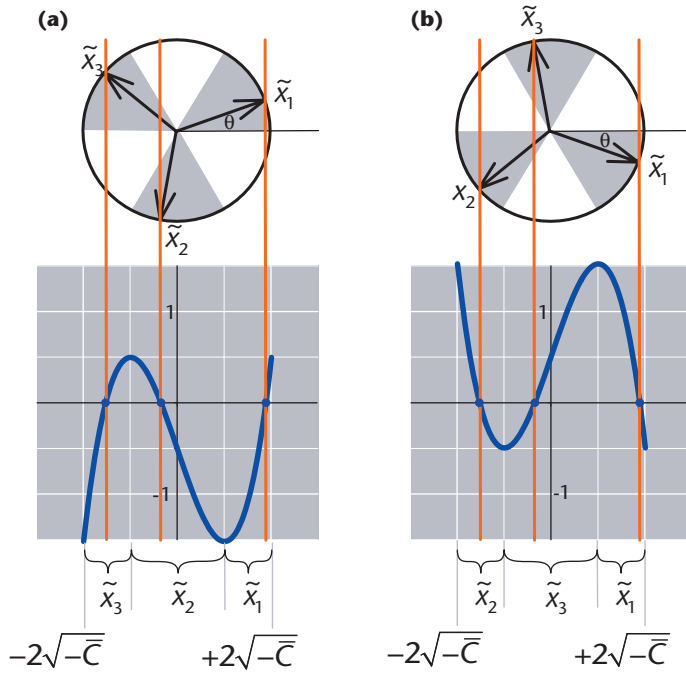 (a)
x̃₃
x̃₁
θ
x̃₂
1
-1
x̃₃
x̃₂
x̃₁
−2√−C̿
+2√−C̿
(b)
x̃₃
θ
x₂
x̃₁
1
-1
x̃₂
x̃₃
x̃₁
−2√−C̿
+2√−C̿